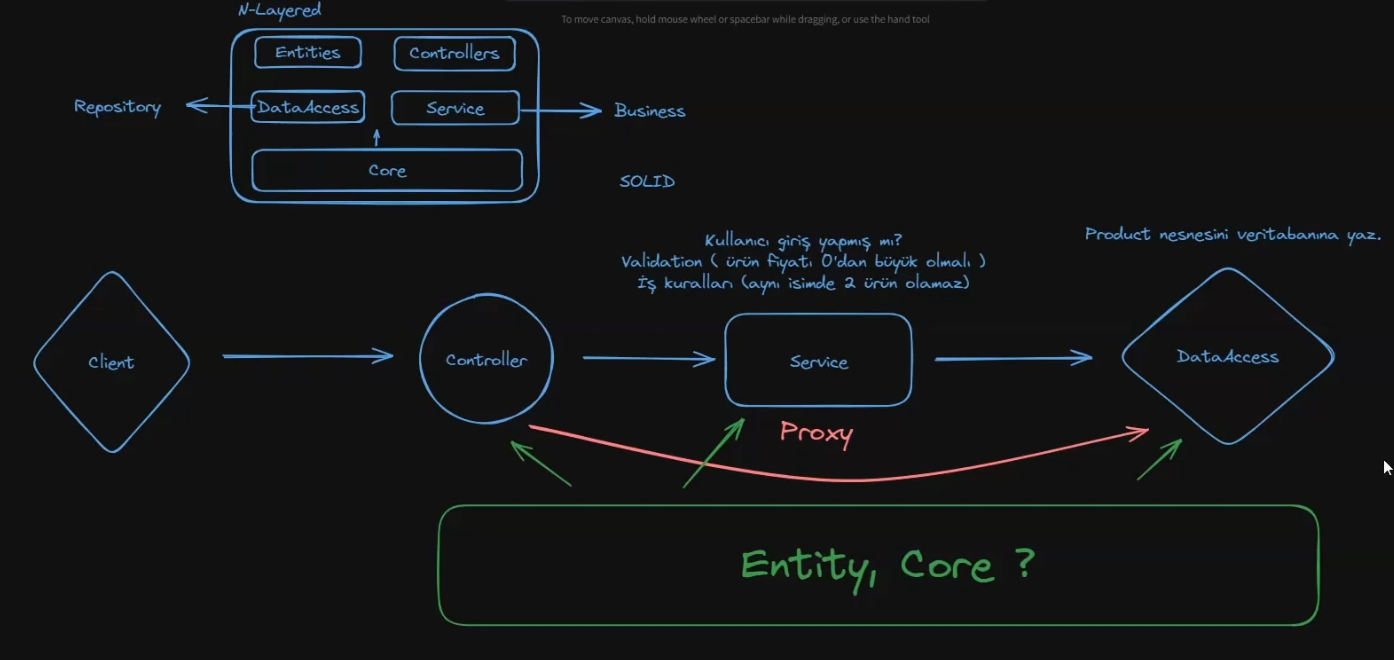 N-Layered
To move canvas, hold mouse wheel or spacebar while dragging, or use the hand tool
Entities
Controllers
Repository
DataAccess
Service
Business
Core
SOLID
Kullanıcı giriş yapmış mı?
Validation ( ürün fiyatı 0'dan büyük olmalı )
İş kuralları (aynı isimde 2 ürün olamaz)
Product nesnesini veritabanına yaz.
Client
Controller
Service
DataAccess
Proxy
Entity, Core ?